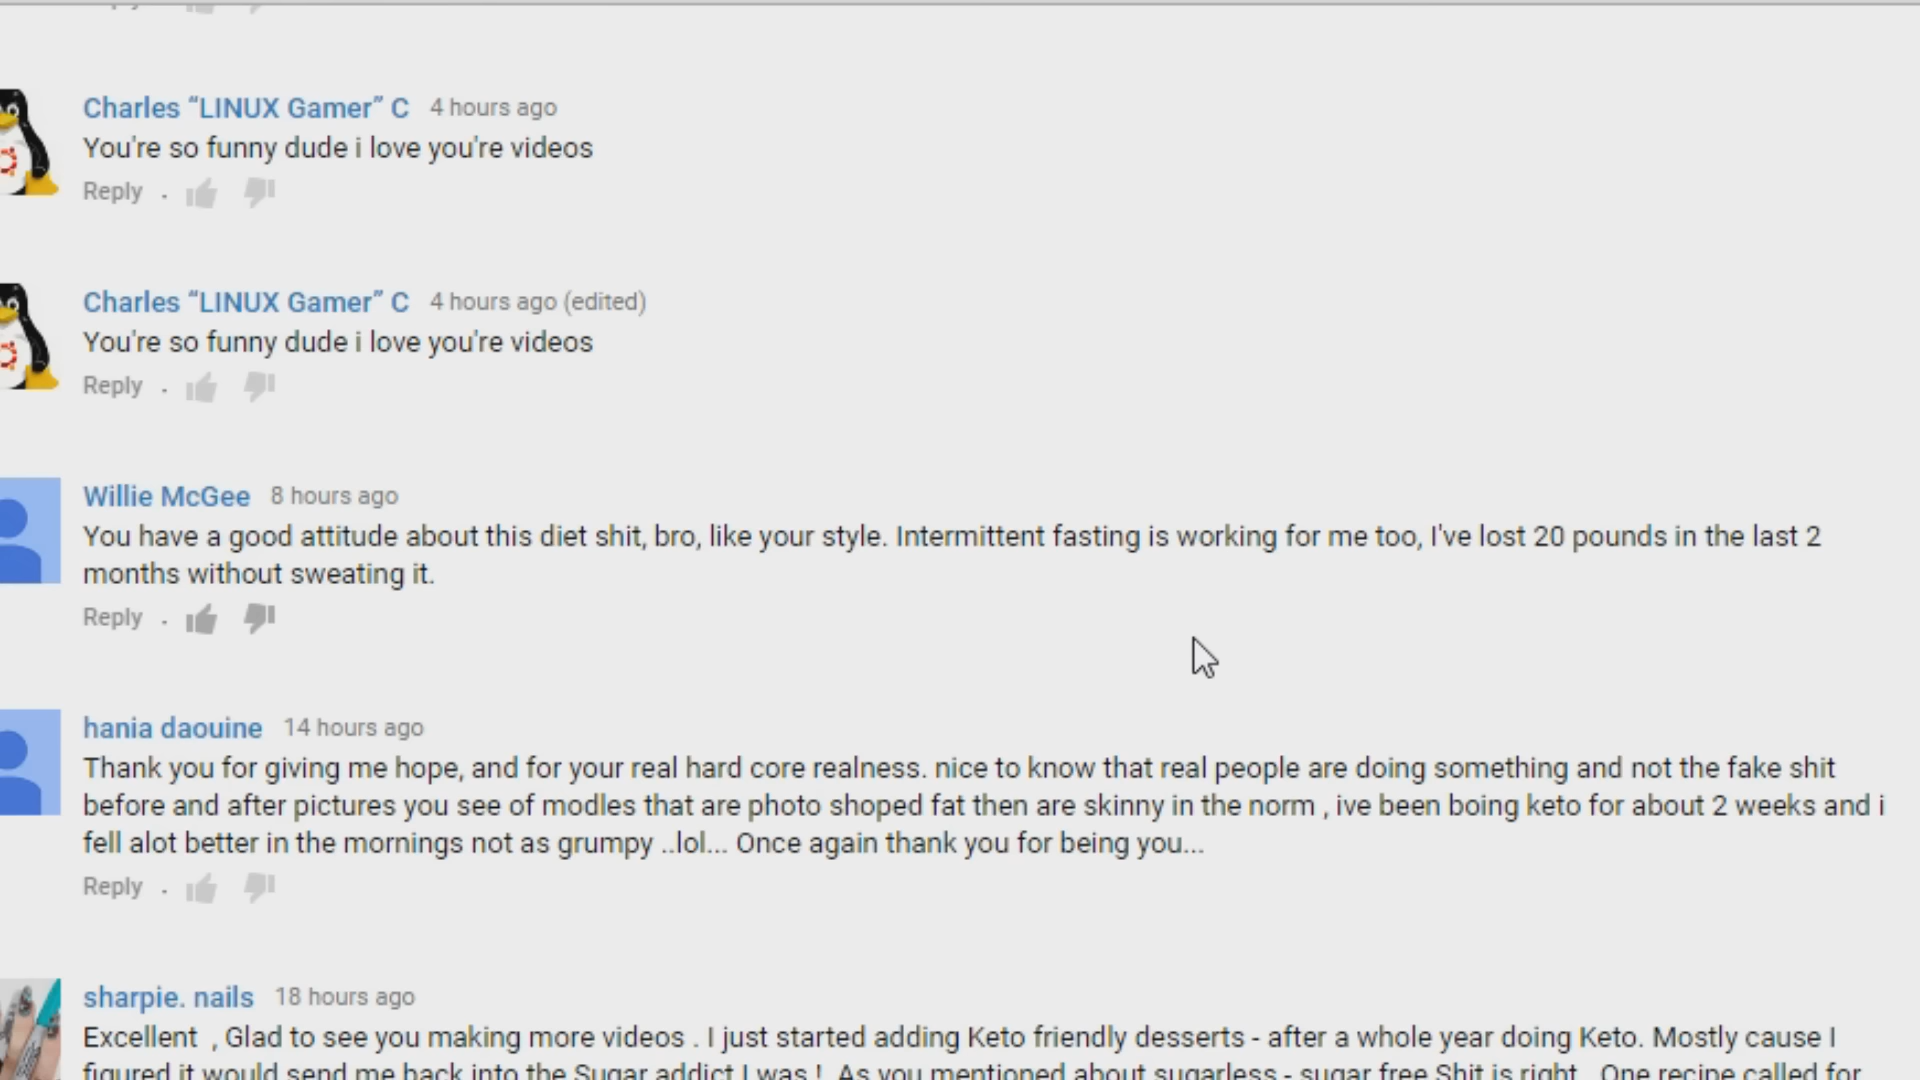 Charles “LINUX Gamer” C 4 hours ago
You're so funny dude i love you're videos
Reply .
Charles “LINUX Gamer” C 4 hours ago (edited)
You're so funny dude i love you're videos
Reply .
Willie McGee 8 hours ago
You have a good attitude about this diet shit, bro, like your style. Intermittent fasting is working for me too, I've lost 20 pounds in the last 2
months without sweating it.
Reply .
hania daouine 14 hours ago
Thank you for giving me hope, and for your real hard core realness. nice to know that real people are doing something and not the fake shit
before and after pictures you see of modles that are photo shoped fat then are skinny in the norm , ive been boing keto for about 2 weeks and i
fell alot better in the mornings not as grumpy ..lol... Once again thank you for being you...
Reply .
sharpie. nails 18 hours ago
Excellent , Glad to see you making more videos . I just started adding Keto friendly desserts - after a whole year doing Keto. Mostly cause I
figured it would send me back into the Sugar addict I was ! As you mentioned about sugarless - sugar free Shit is right . One recipe called for